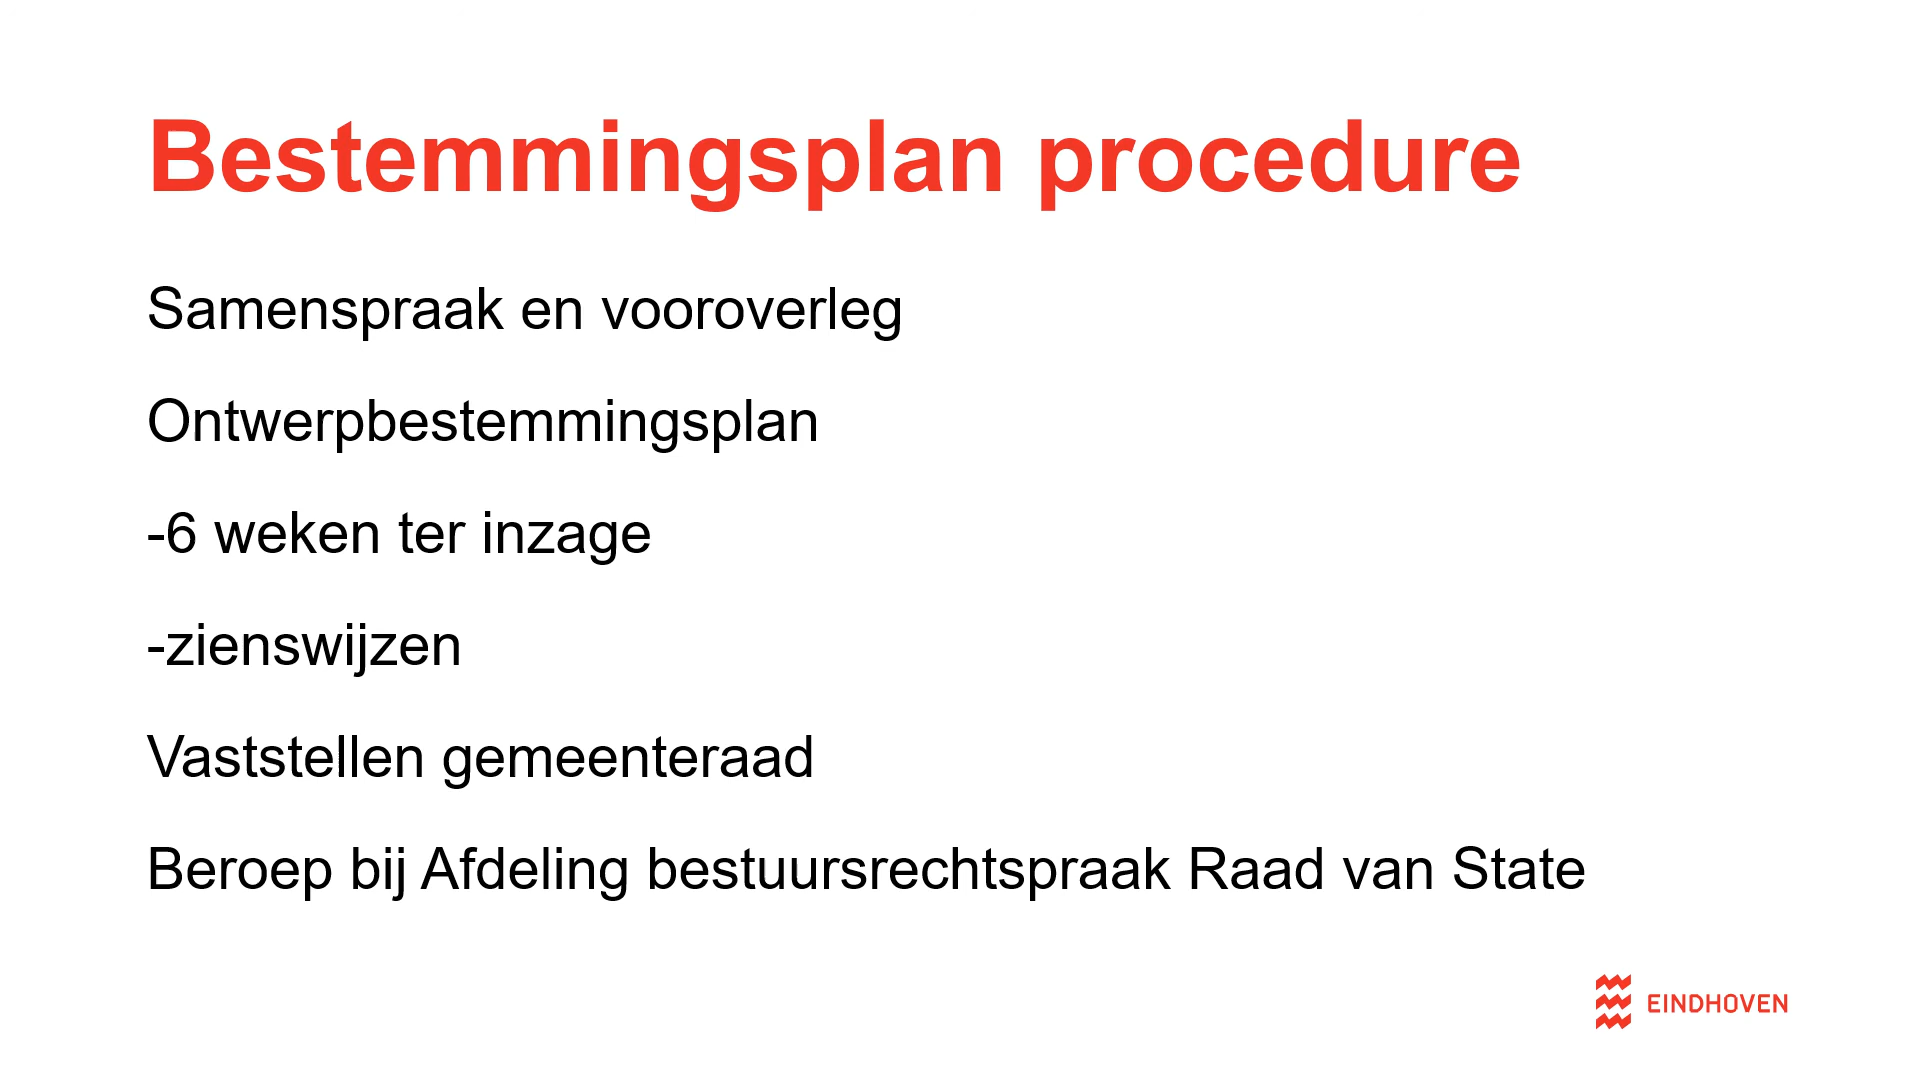 Bestemmingsplan procedure
Samenspraak en vooroverleg
Ontwerpbestemmingsplan
-6 weken ter inzage
-zienswijzen
Vaststellen gemeenteraad
Beroep bij Afdeling bestuursrechtspraak Raad van State
EINDHOVEN